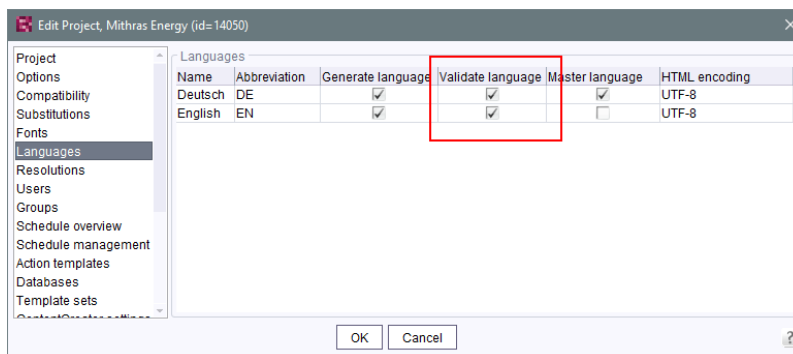 Edit Project, Mithras Energy (id=14050)
Project
Options
Compatibility
Substitutions
Fonts
Languages
Resolutions
Users
Groups
Schedule overview
Schedule management
Action templates
Databases
Template sets
Languages
Name Abbreviation Generate language Validate language Master language HTML encoding
Deutsch DE UTF-8
English EN UTF-8
OK Cancel
?